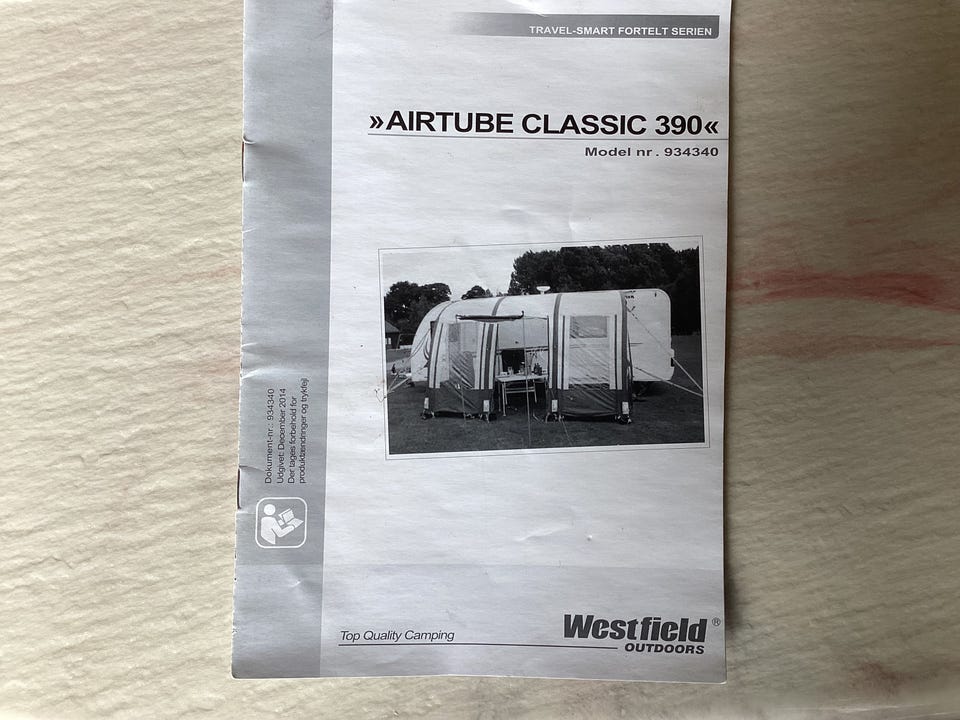 TRAVEL-SMART FORTELT SERIEN
»AIRTUBE CLASSIC 390«
Model nr. 934340
Dokument-nr.: 934340
Udgivet: December 2014
Der tages forbehold for
produktændringer og trykfejl
Top Quality Camping
Westfield®
OUTDOORS